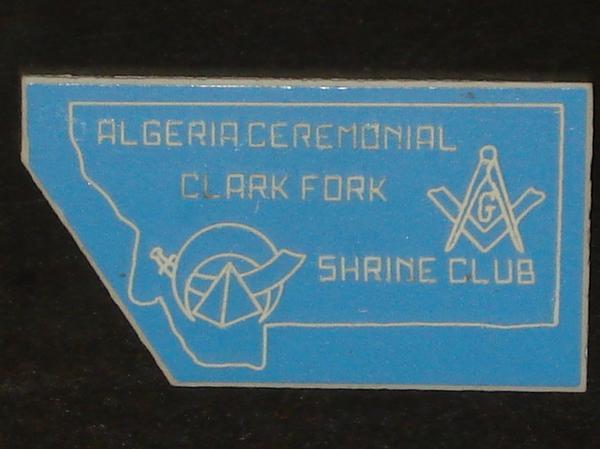 ALGERIA CEREMONIAL
CLARK FORK
G
SHRINE CLUB